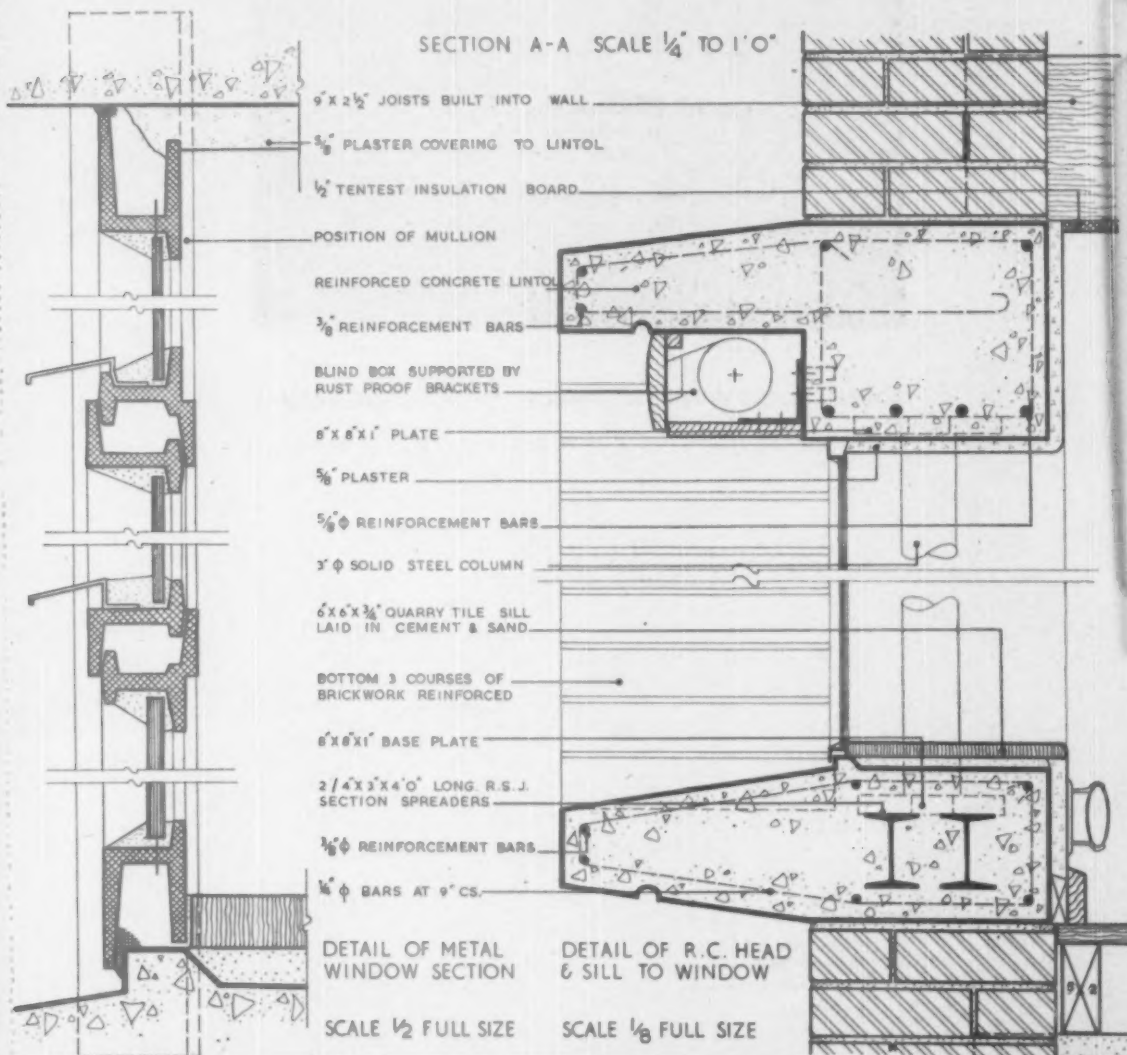 SECTION A-A SCALE 1/4" TO 1'0"
9" X 2 1/2" JOISTS BUILT INTO WALL
5/8" PLASTER COVERING TO LINTOL
1/2" TENTEST INSULATION BOARD
POSITION OF MULLION
REINFORCED CONCRETE LINTOL
3/8" REINFORCEMENT BARS
BLIND BOX SUPPORTED BY
RUST PROOF BRACKETS
8" X 8" X 1" PLATE
5/8" PLASTER
5/8" ϕ REINFORCEMENT BARS
3" ϕ SOLID STEEL COLUMN
6" X 6" X 3/4" QUARRY TILE SILL
LAID IN CEMENT & SAND
BOTTOM 3 COURSES OF
BRICKWORK REINFORCED
8" X 8" X 1" BASE PLATE
2/4" X 3" X 4'0" LONG. R.S.J.
SECTION SPREADERS
3/8" ϕ REINFORCEMENT BARS
1/4" ϕ BARS AT 9" CS.
DETAIL OF METAL
WINDOW SECTION
SCALE 1/2 FULL SIZE
DETAIL OF R.C. HEAD
& SILL TO WINDOW
SCALE 1/8 FULL SIZE
5 2